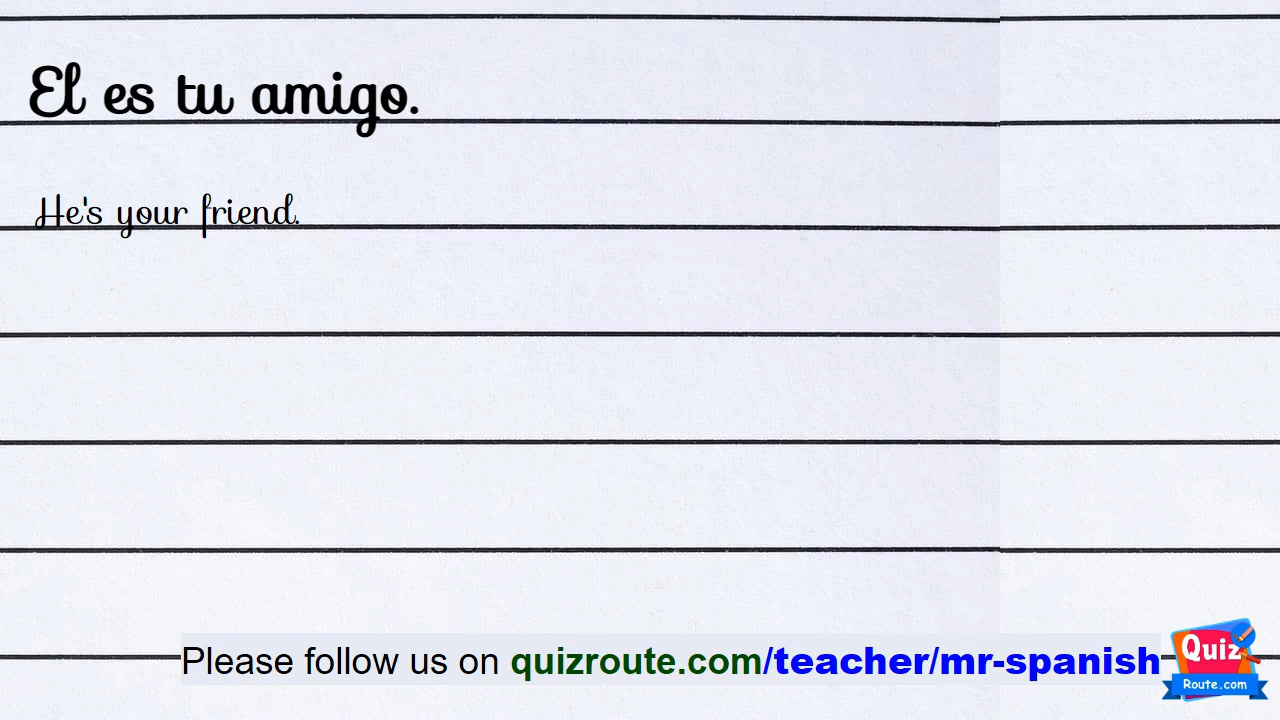 El es tu amigo.
He's your friend.
Please follow us on quizroute.com/teacher/mr-spanish
Quiz
Route.com